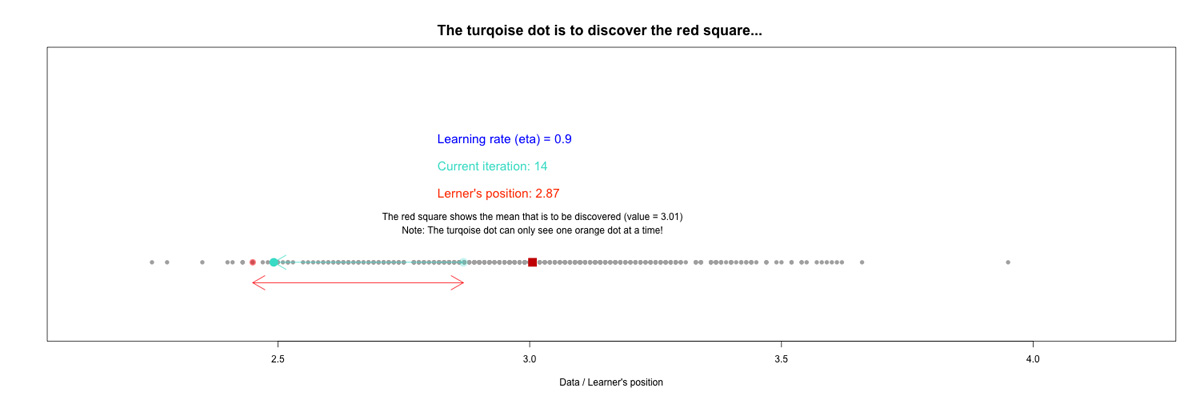 The turqoise dot is to discover the red square...
Learning rate (eta) = 0.9
Current iteration: 14
Lerner's position: 2.87
The red square shows the mean that is to be discovered (value = 3.01)
Note: The turqoise dot can only see one orange dot at a time!
2.5 3.0 3.5 4.0
Data / Learner's position